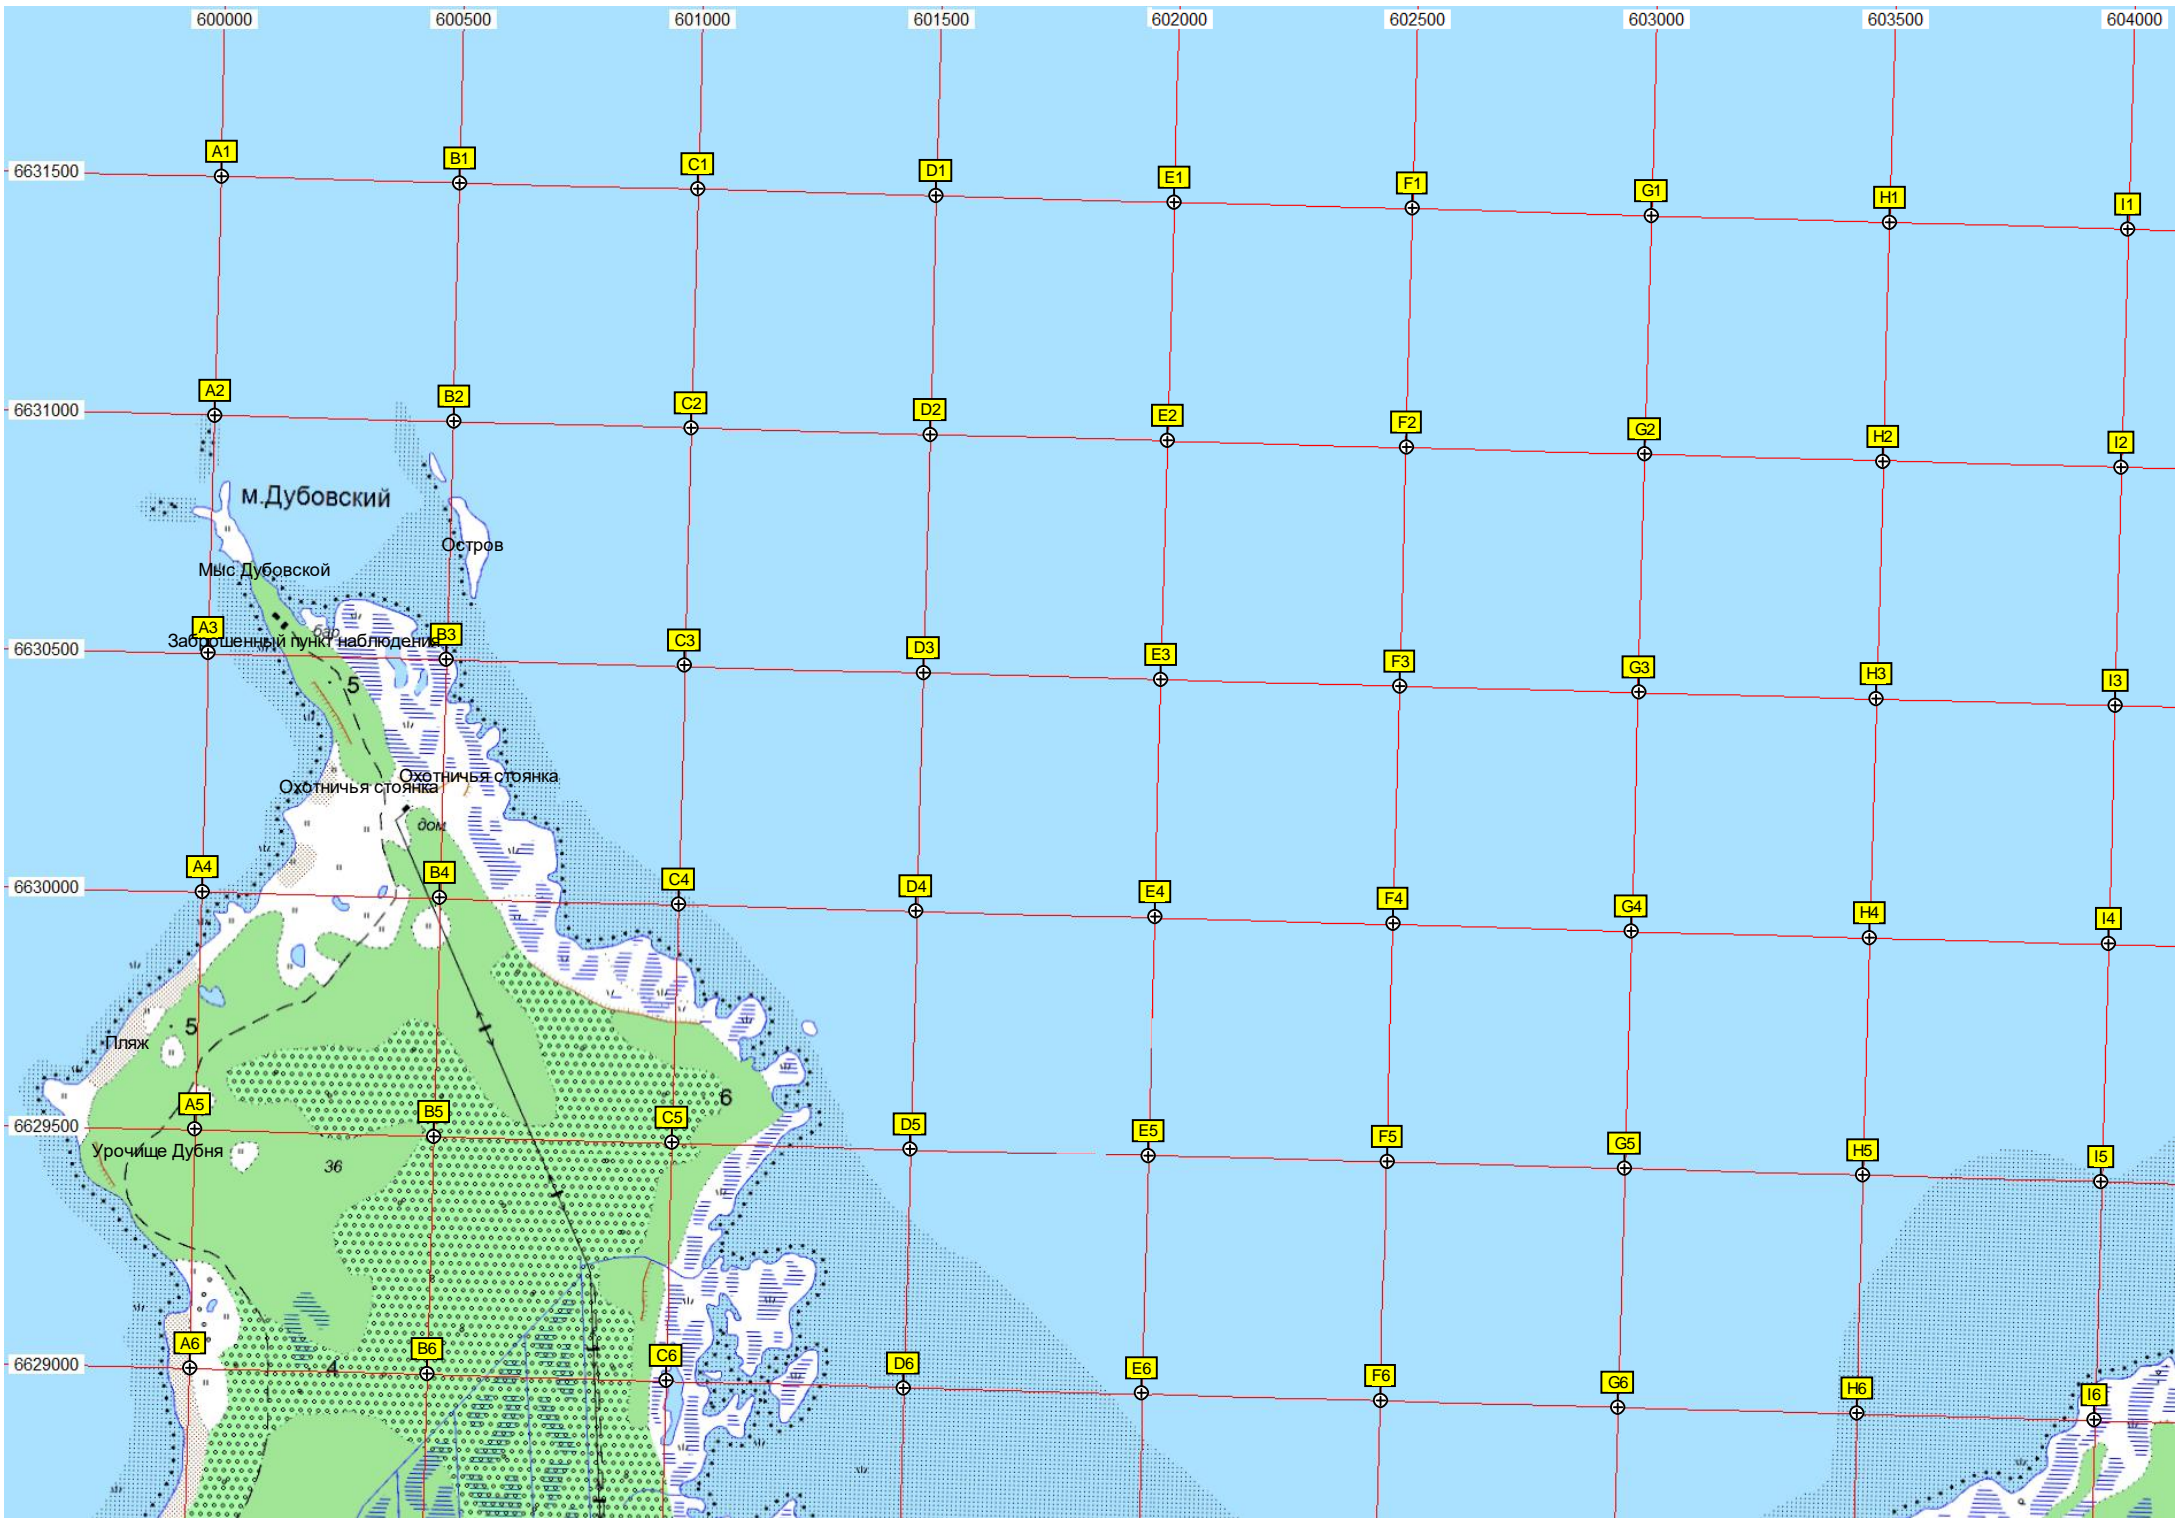 600000 600500 601000 601500 602000 602500 603000 603500 604000
6631500
A1 B1 C1 D1 E1 F1 G1 H1 I1
6631000
A2 B2 C2 D2 E2 F2 G2 H2 I2
м.Дубовский
Остров
Мыс Дубовской
6630500
A3 B3 C3 D3 E3 F3 G3 H3 I3
бар.
Заброшенный пункт наблюдения
5
Охотничья стоянка
Охотничья стоянка
дом
6630000
A4 B4 C4 D4 E4 F4 G4 H4 I4
5
Пляж
6
6629500
A5 B5 C5 D5 E5 F5 G5 H5 I5
Урочище Дубня
36
6629000
A6 B6 C6 D6 E6 F6 G6 H6 I6
4